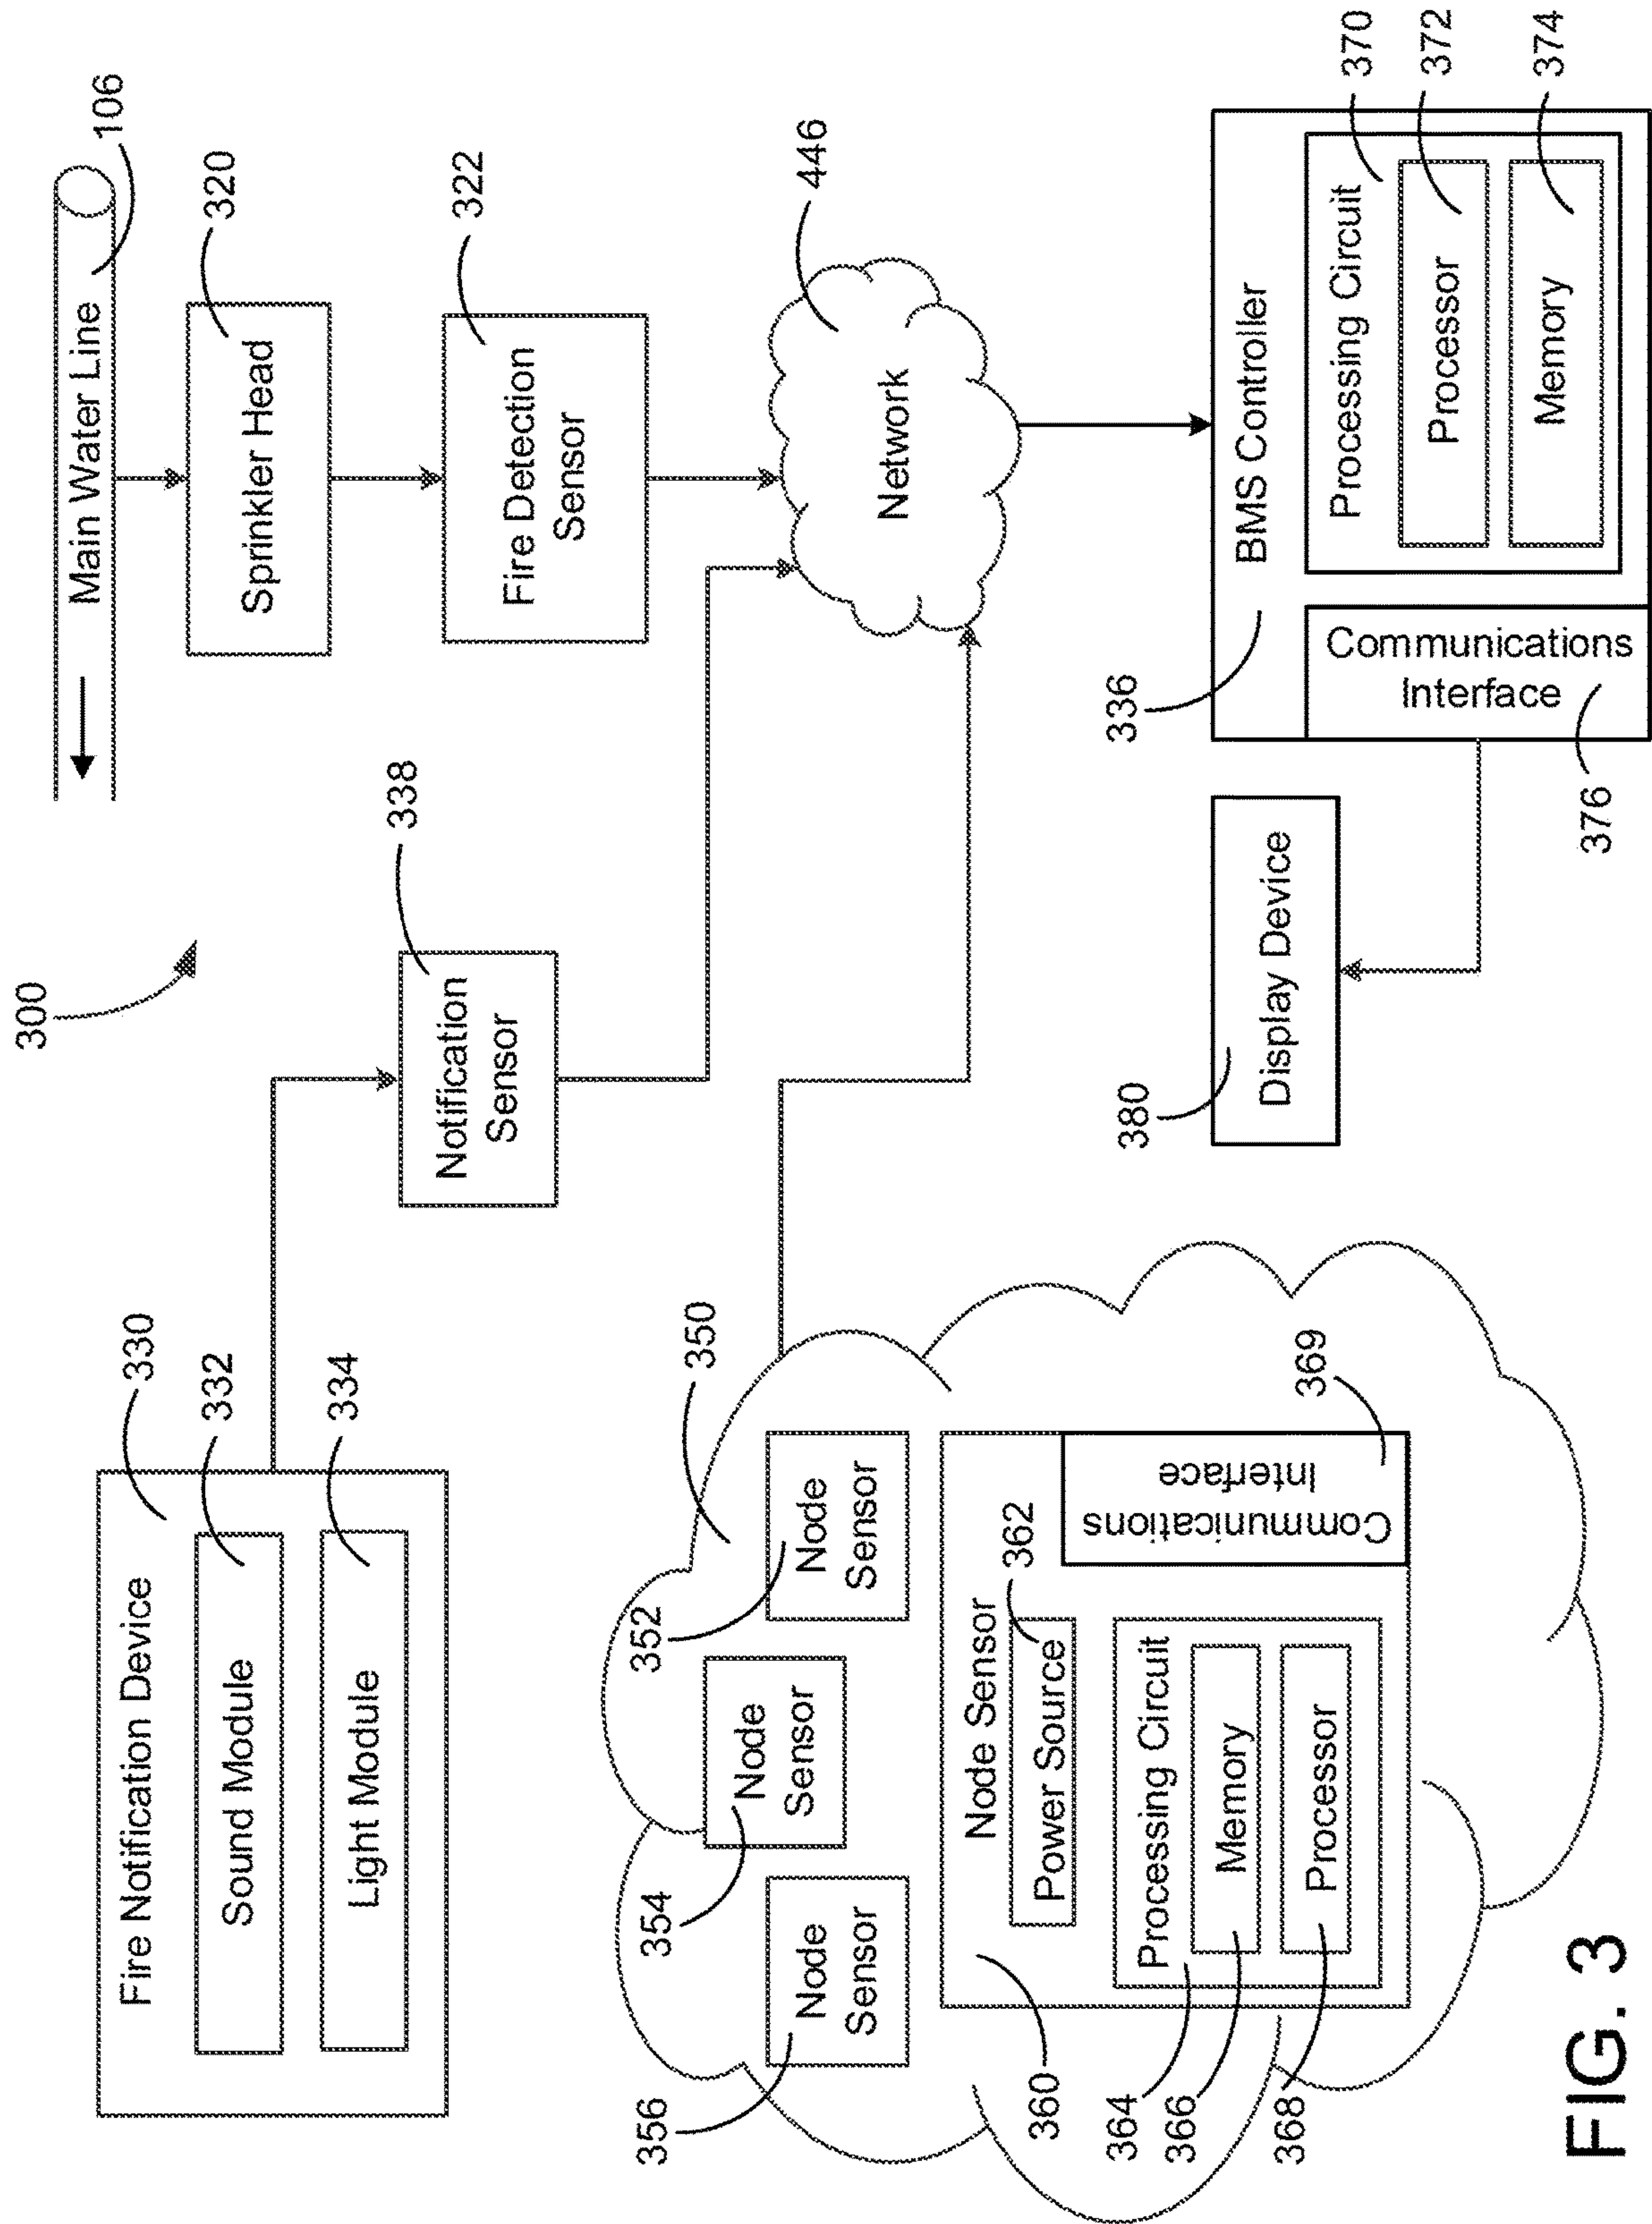 300
Main Water Line
106
Fire Notification Device
330
Sound Module
332
Light Module
334
Sprinkler Head
320
Notification
Sensor
338
Fire Detection
Sensor
322
350
Node
Sensor
356
Node
Sensor
354
Node
Sensor
352
Network
446
Node Sensor
360
Power Source
362
Processing Circuit
364
Memory
366
Processor
368
Communications
Interface
369
Display Device
380
BMS Controller
336
Communications
Interface
376
Processing Circuit
370
Processor
372
Memory
374
FIG. 3